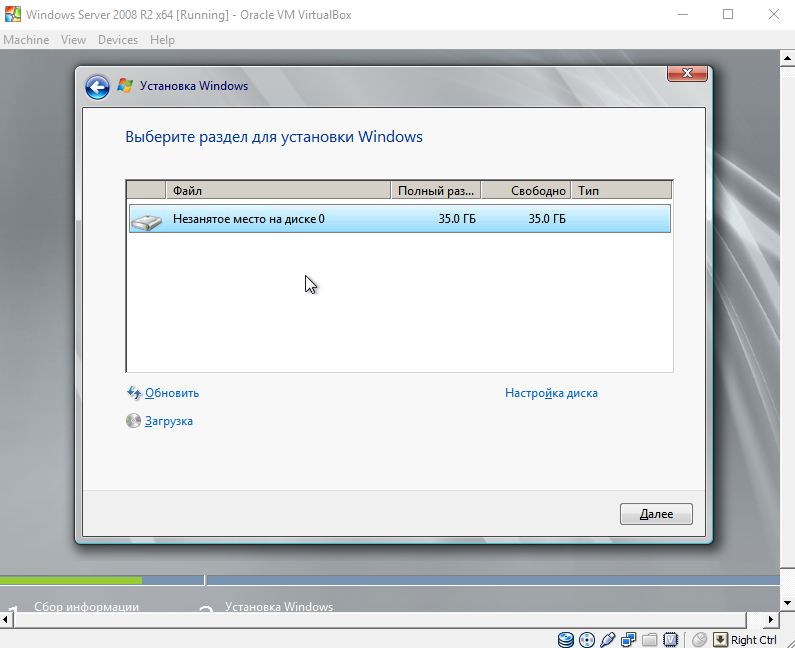 Windows Server 2008 R2 x64 [Running] - Oracle VM VirtualBox
Machine View Devices Help
Установка Windows
Выберите раздел для установки Windows
Файл Полный раз... Свободно Тип
Незанятое место на диске 0 35.0 ГБ 35.0 ГБ
Обновить Настройка диска
Загрузка
Далее
1 Сбор информации 2 Установка Windows
Right Ctrl